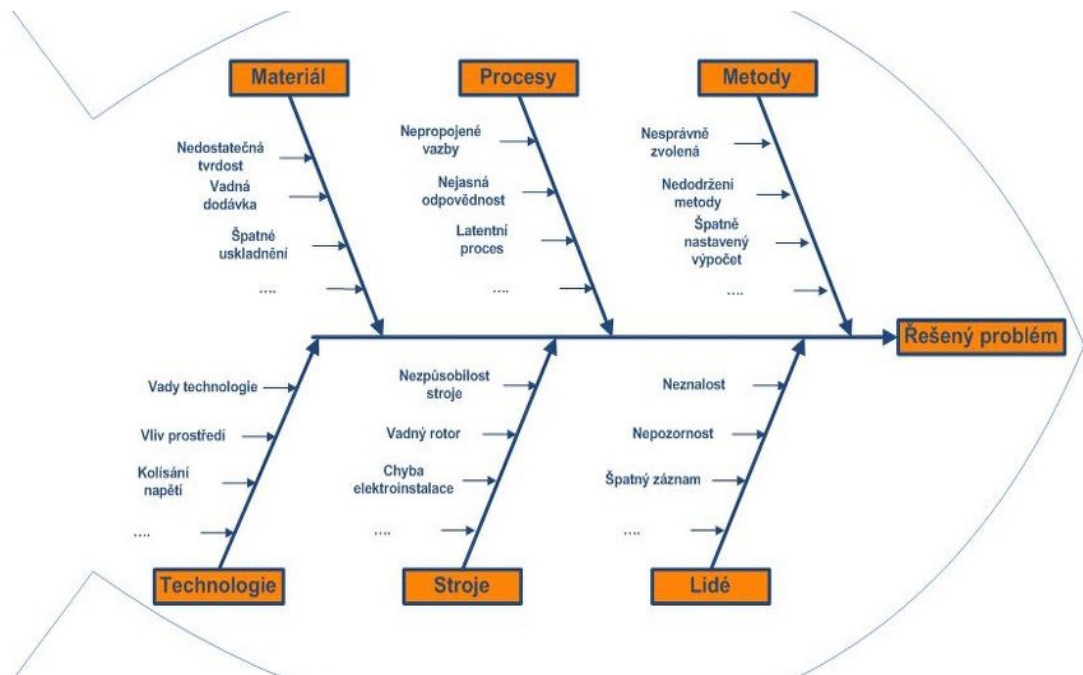 Materiál
Procesy
Metody
Nedostatečná
tvrdost
Vadná
dodávka
Špatné
uskladnění
....
Nepropojené
vazby
Nejasná
odpovědnost
Latentní
proces
....
Nesprávně
zvolená
Nedodržení
metody
Špatně
nastavený
výpočet
....
Řešený problém
Vady technologie
Vliv prostředí
Kolísání
napětí
....
Nezpůsobilost
stroje
Vadný rotor
Chyba
elektroinstalace
....
Neznalost
Nepozornost
Špatný záznam
....
Technologie
Stroje
Lidé